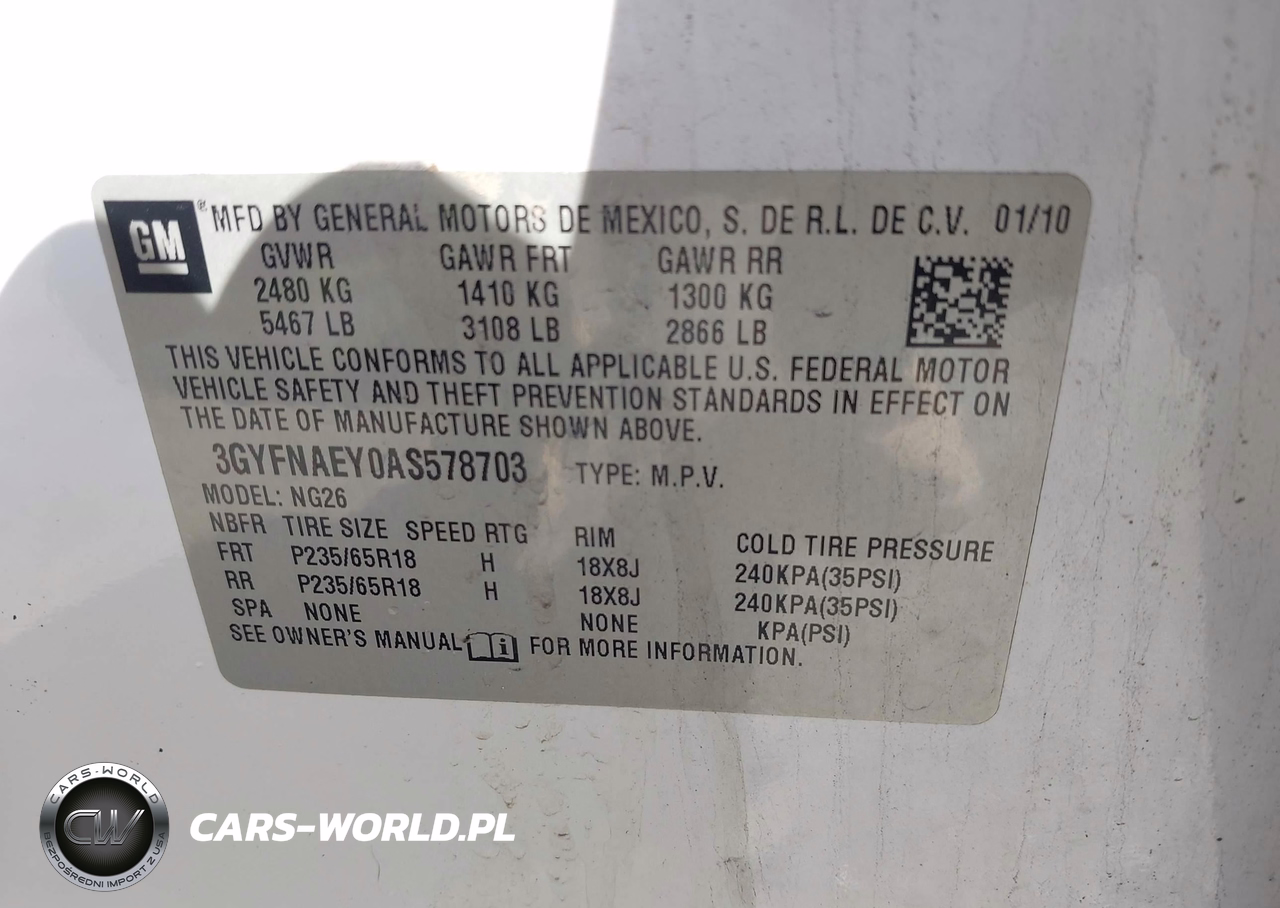 GM ® MFD BY GENERAL MOTORS DE MEXICO, S. DE R.L. DE C.V. 01/10
GVWR GAWR FRT GAWR RR
2480 KG 1410 KG 1300 KG
5467 LB 3108 LB 2866 LB
THIS VEHICLE CONFORMS TO ALL APPLICABLE U.S. FEDERAL MOTOR
VEHICLE SAFETY AND THEFT PREVENTION STANDARDS IN EFFECT ON
THE DATE OF MANUFACTURE SHOWN ABOVE.
3GYFNAEY0AS578703 TYPE: M.P.V.
MODEL: NG26
NBFR TIRE SIZE SPEED RTG RIM COLD TIRE PRESSURE
FRT P235/65R18 H 18X8J 240KPA(35PSI)
RR P235/65R18 H 18X8J 240KPA(35PSI)
SPA NONE NONE KPA(PSI)
SEE OWNER'S MANUAL i FOR MORE INFORMATION.
CARS-WORLD
CW
BEZPOŚREDNI IMPORT Z USA
CARS-WORLD.PL